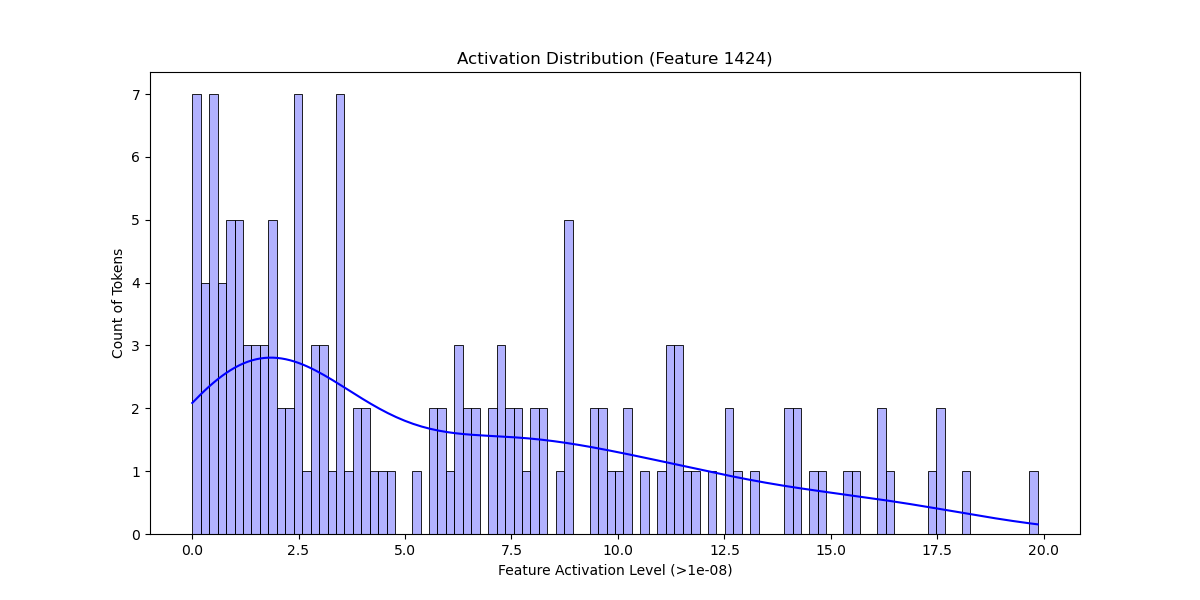 Activation Distribution (Feature 1424)
Count of Tokens
7
6
5
4
3
2
1
0
0.0 2.5 5.0 7.5 10.0 12.5 15.0 17.5 20.0
Feature Activation Level (>1e-08)